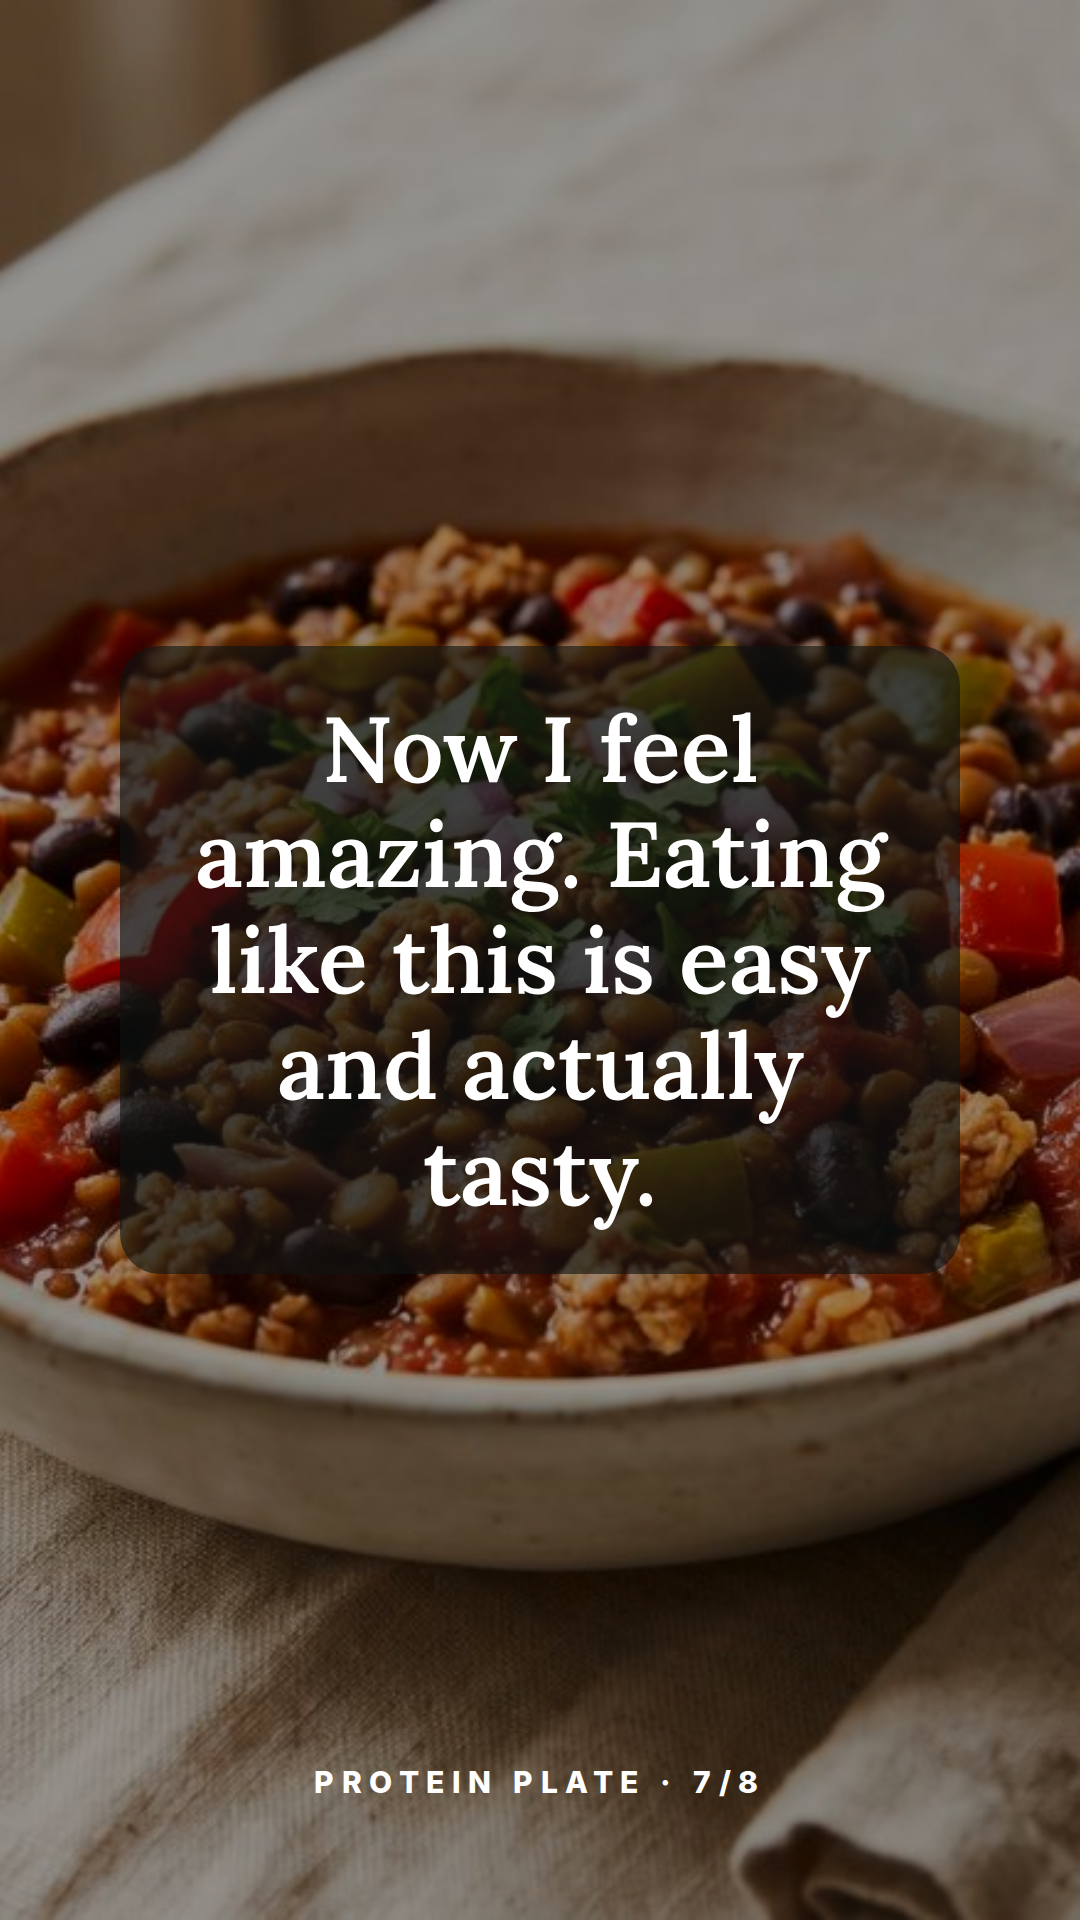 Now I feel
amazing. Eating
like this is easy
and actually
tasty.
PROTEIN PLATE · 7/8